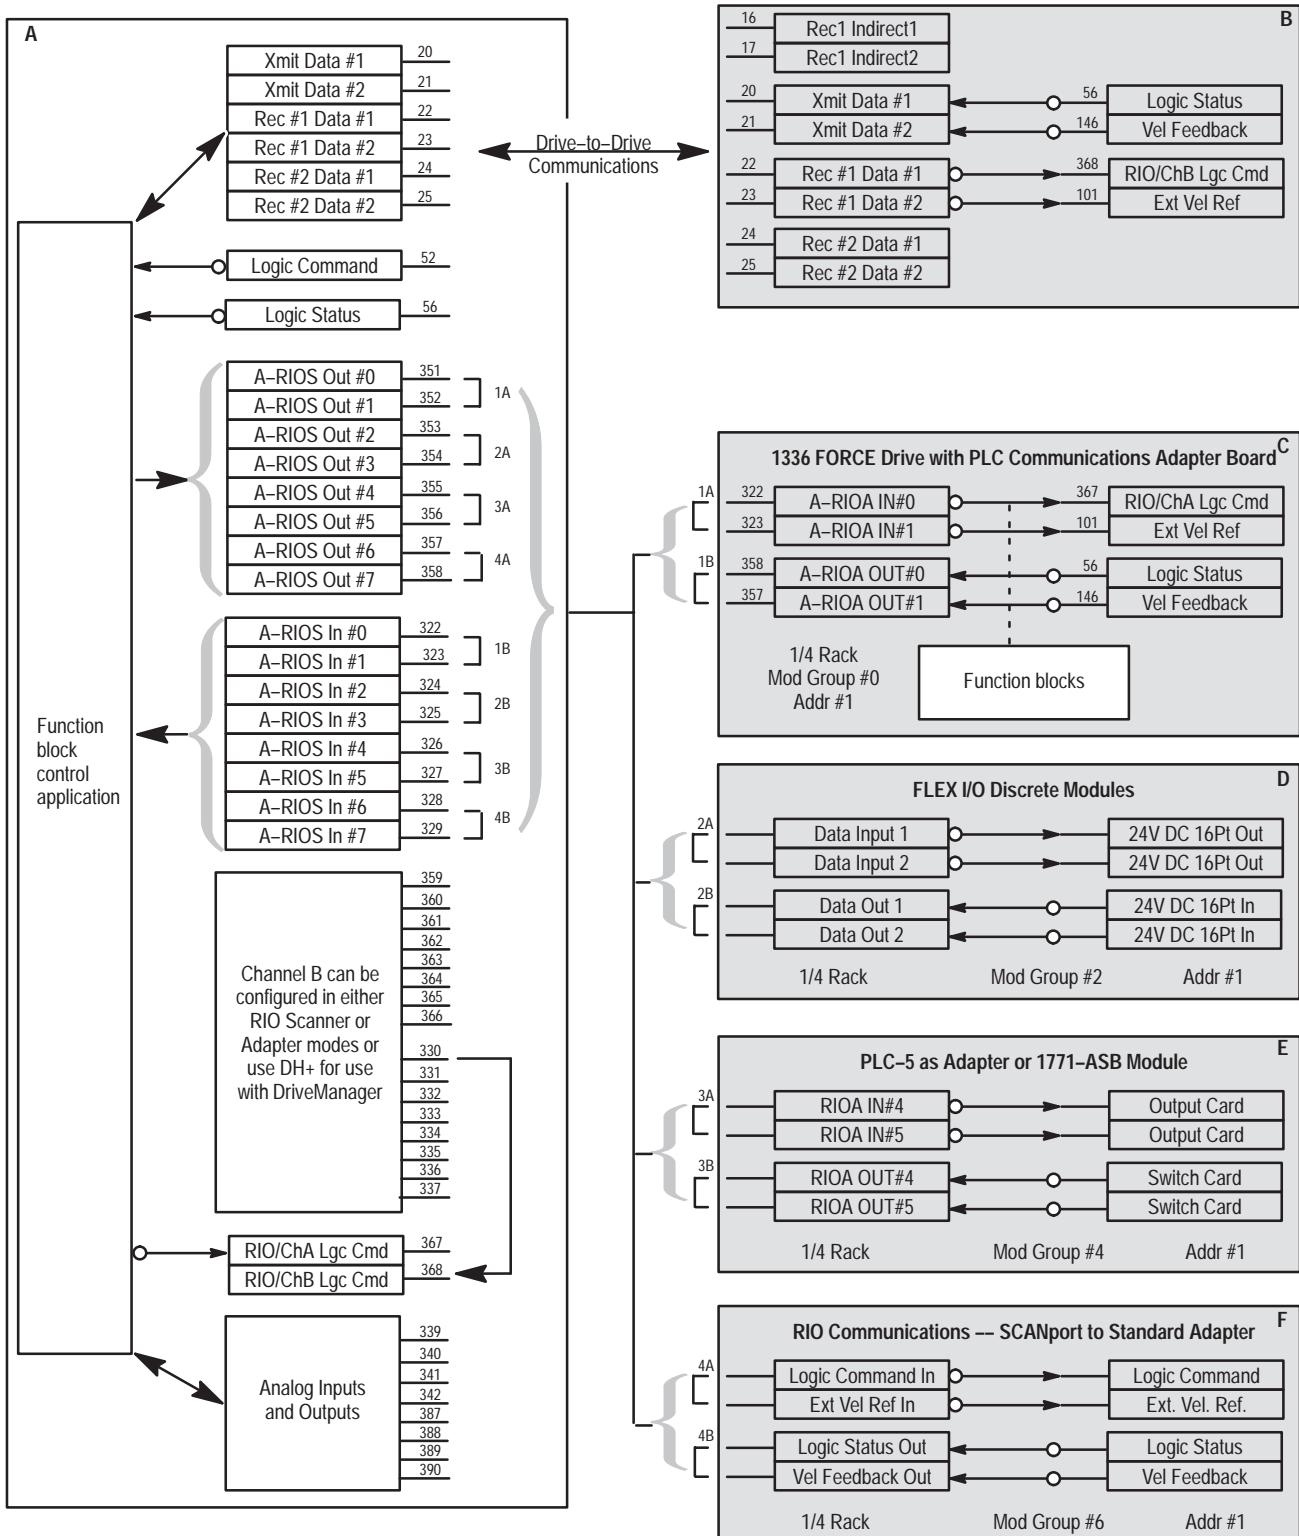 A
Xmit Data #1 20
Xmit Data #2 21
Rec #1 Data #1 22
Rec #1 Data #2 23
Rec #2 Data #1 24
Rec #2 Data #2 25
Logic Command 52
Logic Status 56
A–RIOS Out #0 351
A–RIOS Out #1 352
1A
A–RIOS Out #2 353
A–RIOS Out #3 354
2A
A–RIOS Out #4 355
A–RIOS Out #5 356
3A
A–RIOS Out #6 357
A–RIOS Out #7 358
4A
A–RIOS In #0 322
A–RIOS In #1 323
1B
A–RIOS In #2 324
A–RIOS In #3 325
2B
A–RIOS In #4 326
A–RIOS In #5 327
3B
A–RIOS In #6 328
A–RIOS In #7 329
4B
Function
block
control
application
Channel B can be
configured in either
RIO Scanner or
Adapter modes or
use DH+ for use
with DriveManager
359
360
361
362
363
364
365
366
330
331
332
333
334
335
336
337
RIO/ChA Lgc Cmd 367
RIO/ChB Lgc Cmd 368
Analog Inputs
and Outputs
339
340
341
342
387
388
389
390
Drive–to–Drive
Communications
B
16 Rec1 Indirect1
17 Rec1 Indirect2
20 Xmit Data #1 56 Logic Status
21 Xmit Data #2 146 Vel Feedback
22 Rec #1 Data #1 368 RIO/ChB Lgc Cmd
23 Rec #1 Data #2 101 Ext Vel Ref
24 Rec #2 Data #1
25 Rec #2 Data #2
C
1336 FORCE Drive with PLC Communications Adapter Board
1A
322 A–RIOA IN#0 367 RIO/ChA Lgc Cmd
323 A–RIOA IN#1 101 Ext Vel Ref
1B
358 A–RIOA OUT#0 56 Logic Status
357 A–RIOA OUT#1 146 Vel Feedback
1/4 Rack
Mod Group #0
Addr #1
Function blocks
D
FLEX I/O Discrete Modules
2A
Data Input 1 24V DC 16Pt Out
Data Input 2 24V DC 16Pt Out
2B
Data Out 1 24V DC 16Pt In
Data Out 2 24V DC 16Pt In
1/4 Rack Mod Group #2 Addr #1
E
PLC–5 as Adapter or 1771–ASB Module
3A
RIOA IN#4 Output Card
RIOA IN#5 Output Card
3B
RIOA OUT#4 Switch Card
RIOA OUT#5 Switch Card
1/4 Rack Mod Group #4 Addr #1
F
RIO Communications –– SCANport to Standard Adapter
4A
Logic Command In Logic Command
Ext Vel Ref In Ext. Vel. Ref.
4B
Logic Status Out Logic Status
Vel Feedback Out Vel Feedback
1/4 Rack Mod Group #6 Addr #1